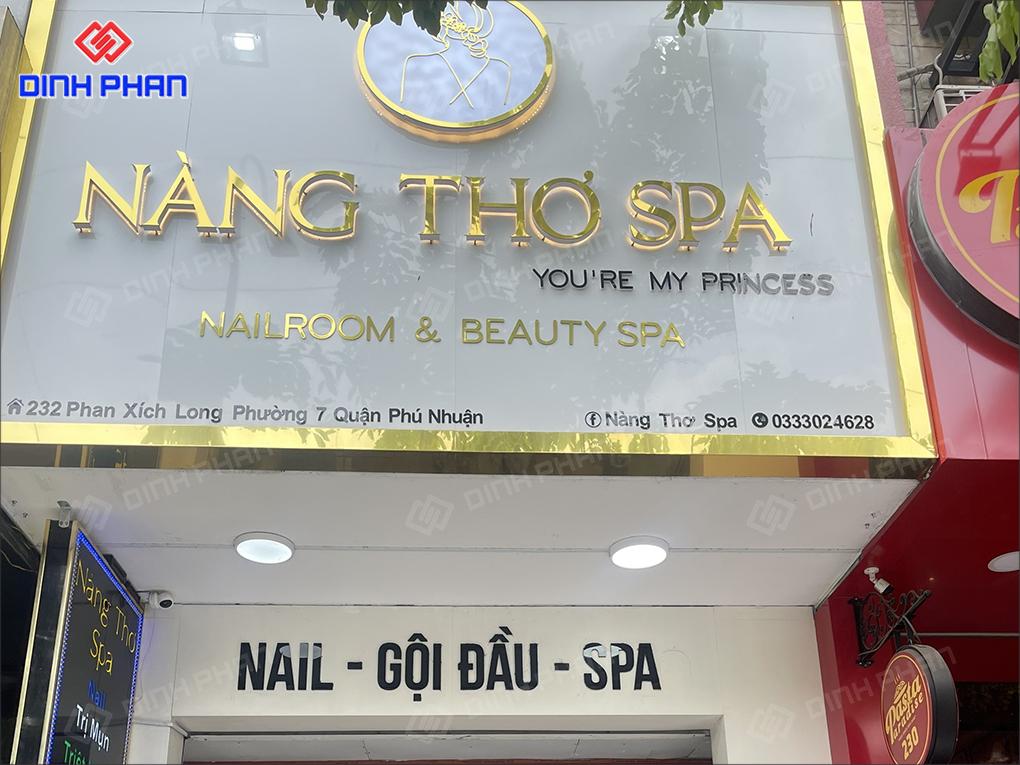 DINH PHAN
NÀNG THƠ SPA
YOU'RE MY PRINCESS
NAILROOM & BEAUTY SPA
232 Phan Xích Long Phường 7 Quận Phú Nhuận
Nàng Thơ Spa 0333024628
NAIL - GỘI ĐẦU - SPA
Nàng Thơ
Spa
Nail
Trị Mụn
Pasta
Paradise
230